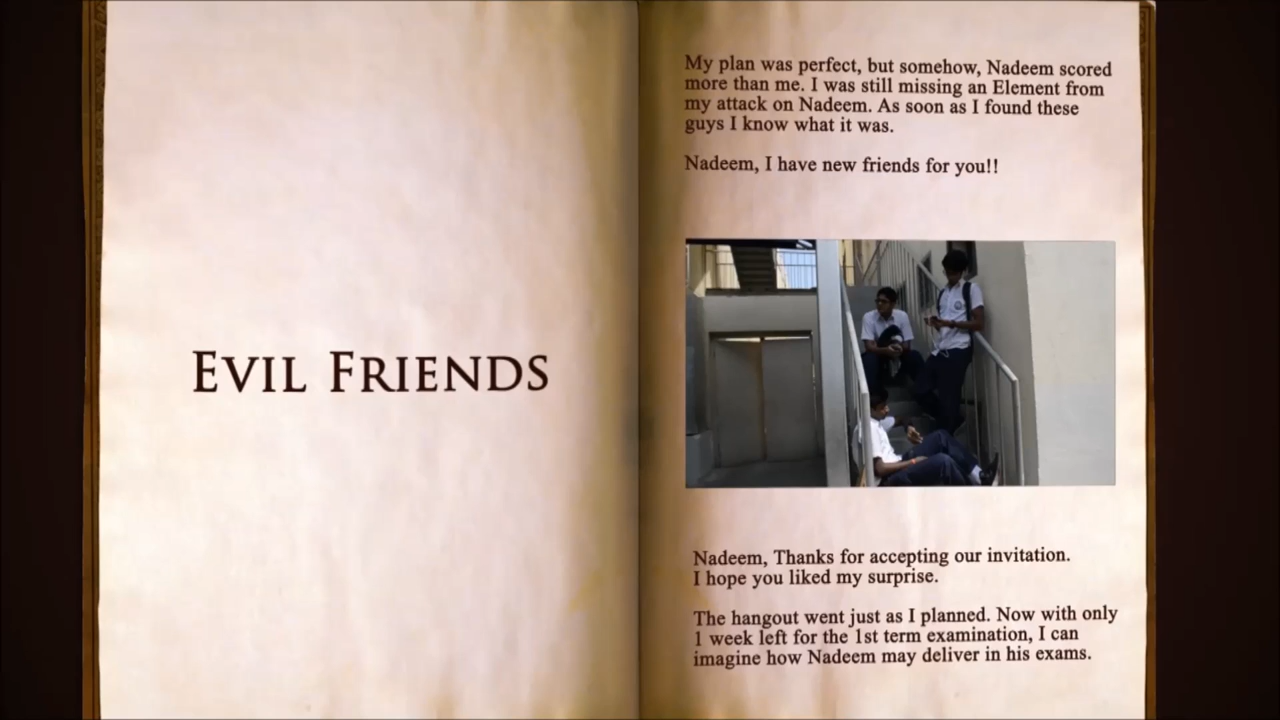 EVIL FRIENDS
My plan was perfect, but somehow, Nadeem scored
more than me. I was still missing an Element from
my attack on Nadeem. As soon as I found these
guys I know what it was.
Nadeem, I have new friends for you!!
Nadeem, Thanks for accepting our invitation.
I hope you liked my surprise.
The hangout went just as I planned. Now with only
1 week left for the 1st term examination, I can
imagine how Nadeem may deliver in his exams.